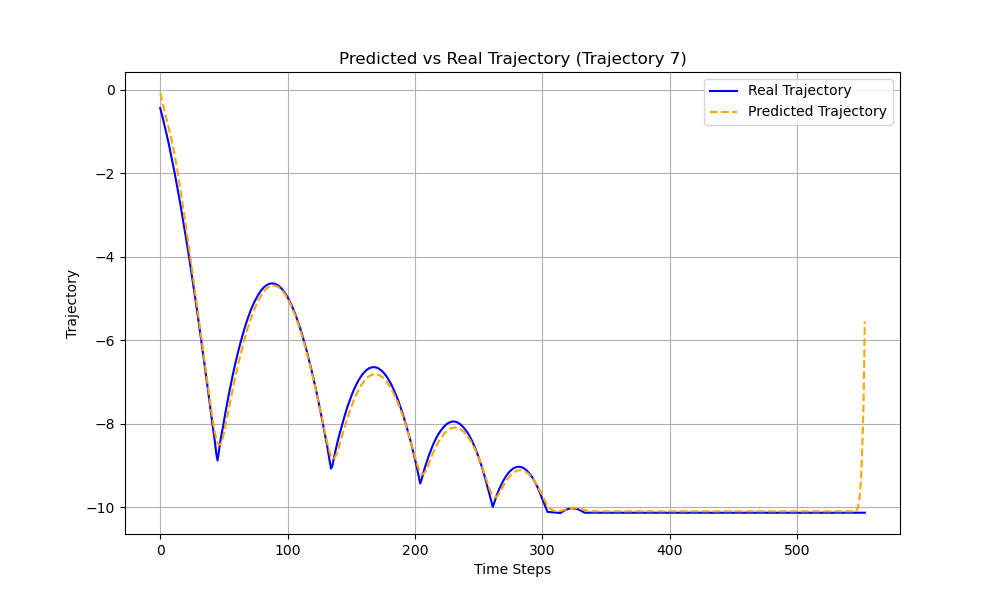 Predicted vs Real Trajectory (Trajectory 7)
Real Trajectory
Predicted Trajectory
Trajectory
0
−2
−4
−6
−8
−10
0
100
200
300
400
500
Time Steps